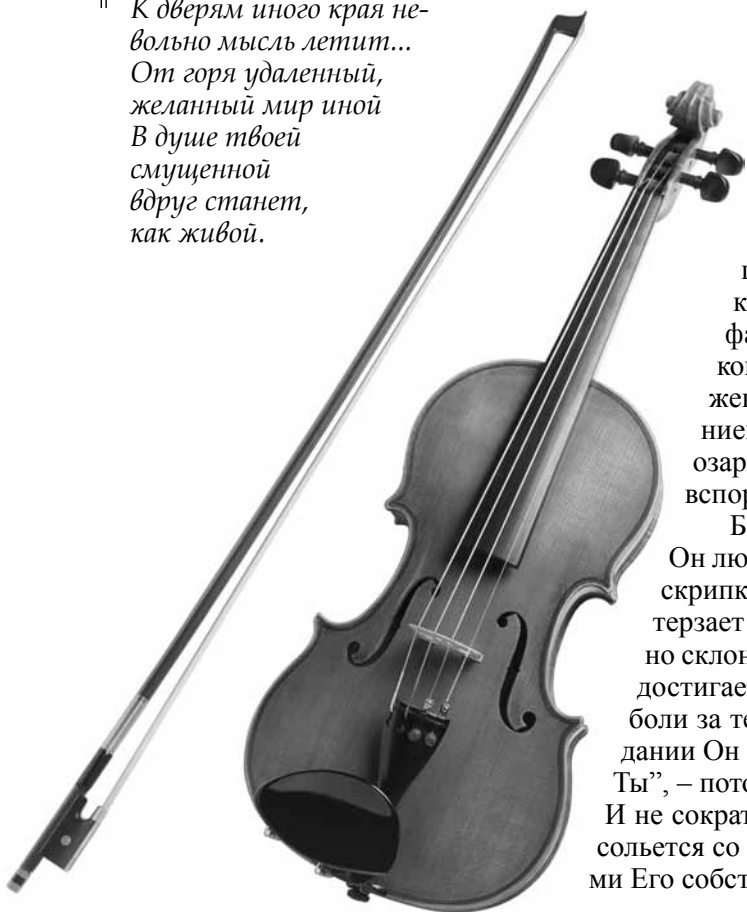 К дверям иного края не-
вольно мысль летит...
От горя удаленный,
желанный мир иной
В душе твоей
смущенной
вдруг станет,
как живой.
озар
вспор
Б
Он лю
скрипк
терзает
но склон
достигае
боли за те
дании Он
Ты”, – пото
И не сократ
сольется со
ми Его собст